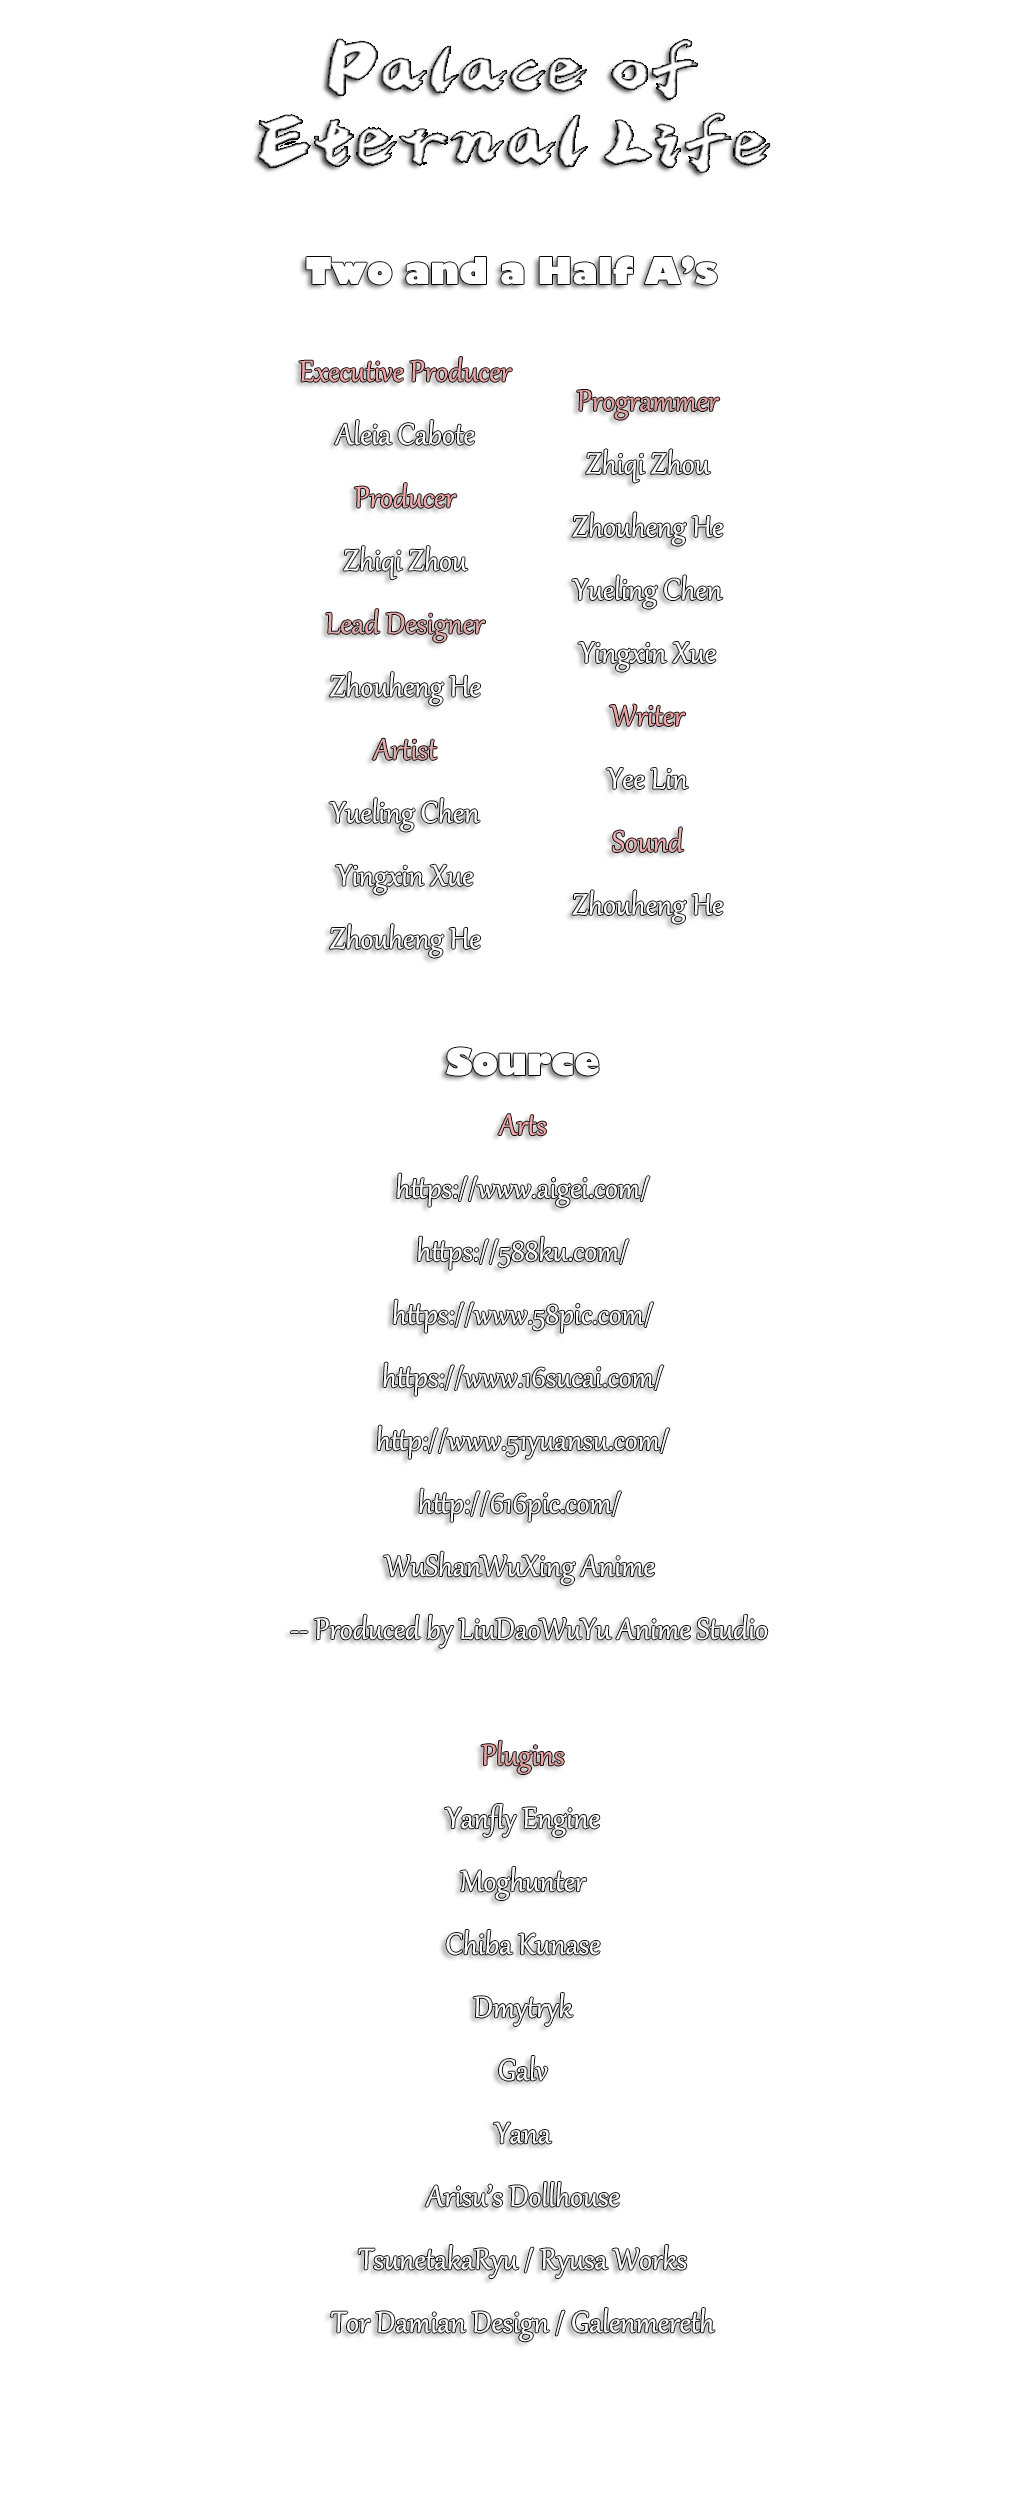 Palace of
Eternal Life
Two and a Half A's
Executive Producer
Aleia Cabote
Producer
Zhiqi Zhou
Lead Designer
Zhouheng He
Artist
Yueling Chen
Yingxin Xue
Zhouheng He
Programmer
Zhiqi Zhou
Zhouheng He
Yueling Chen
Yingxin Xue
Writer
Yee Lin
Sound
Zhouheng He
Source
Arts
https://www.aigei.com/
https://588ku.com/
https://www.58pic.com/
https://www.16sucai.com/
http://www.51yuansu.com/
http://616pic.com/
WuShanWuXing Anime
-- Produced by LiuDaoWuYu Anime Studio
Plugins
Yanfly Engine
Moghunter
Chiba Kunase
Dmytryk
Galv
Yana
Arisu's Dollhouse
TsunetakaRyu / Ryusa Works
Tor Damian Design / Galenmereth